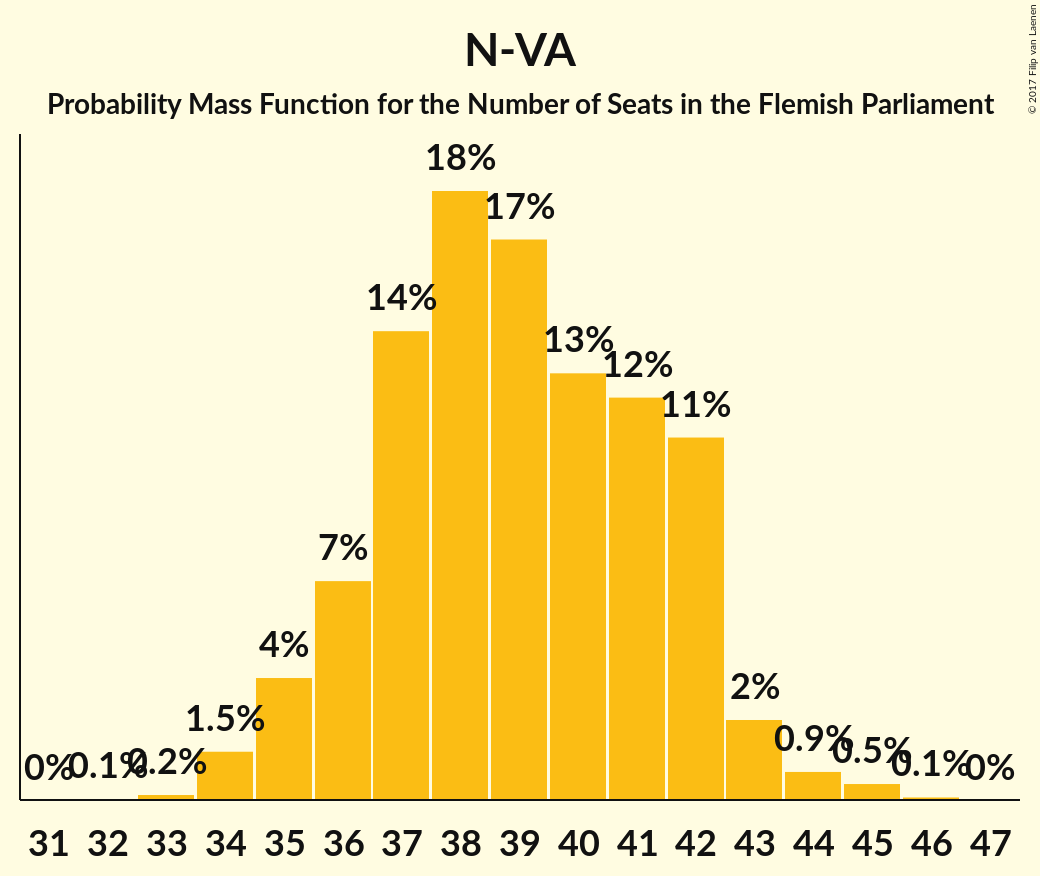 N-VA
Probability Mass Function for the Number of Seats in the Flemish Parliament
© 2017 Filip van Laenen
0% 0.1% 0.2% 1.5% 4% 7% 14% 18% 17% 13% 12% 11% 2% 0.9% 0.5% 0.1% 0%
31 32 33 34 35 36 37 38 39 40 41 42 43 44 45 46 47